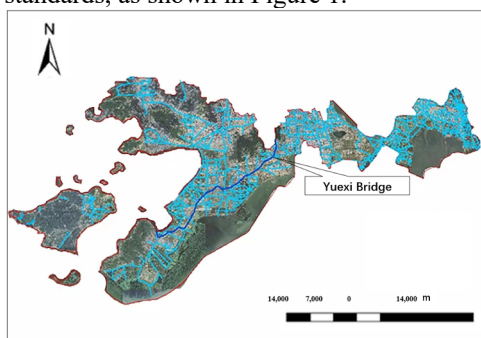 standards, as shown in Figure 1.
N
Yuexi Bridge
14,000 7,000 0 14,000 m